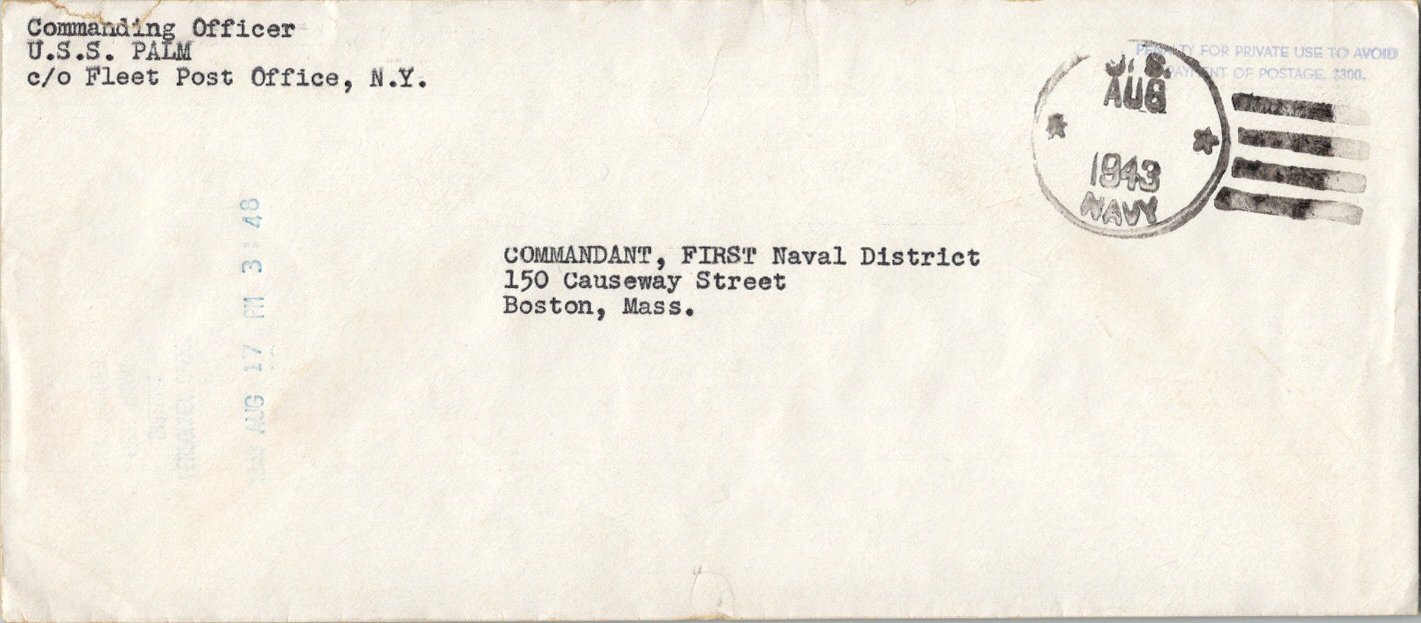 Commanding Officer
U.S.S. PALM
c/o Fleet Post Office, N.Y.
PENALTY FOR PRIVATE USE TO AVOID
PAYMENT OF POSTAGE, $300.
U.S.
AUG
1943
NAVY
COMMANDANT, FIRST Naval District
150 Causeway Street
Boston, Mass.
AUG 17 PM 3:48